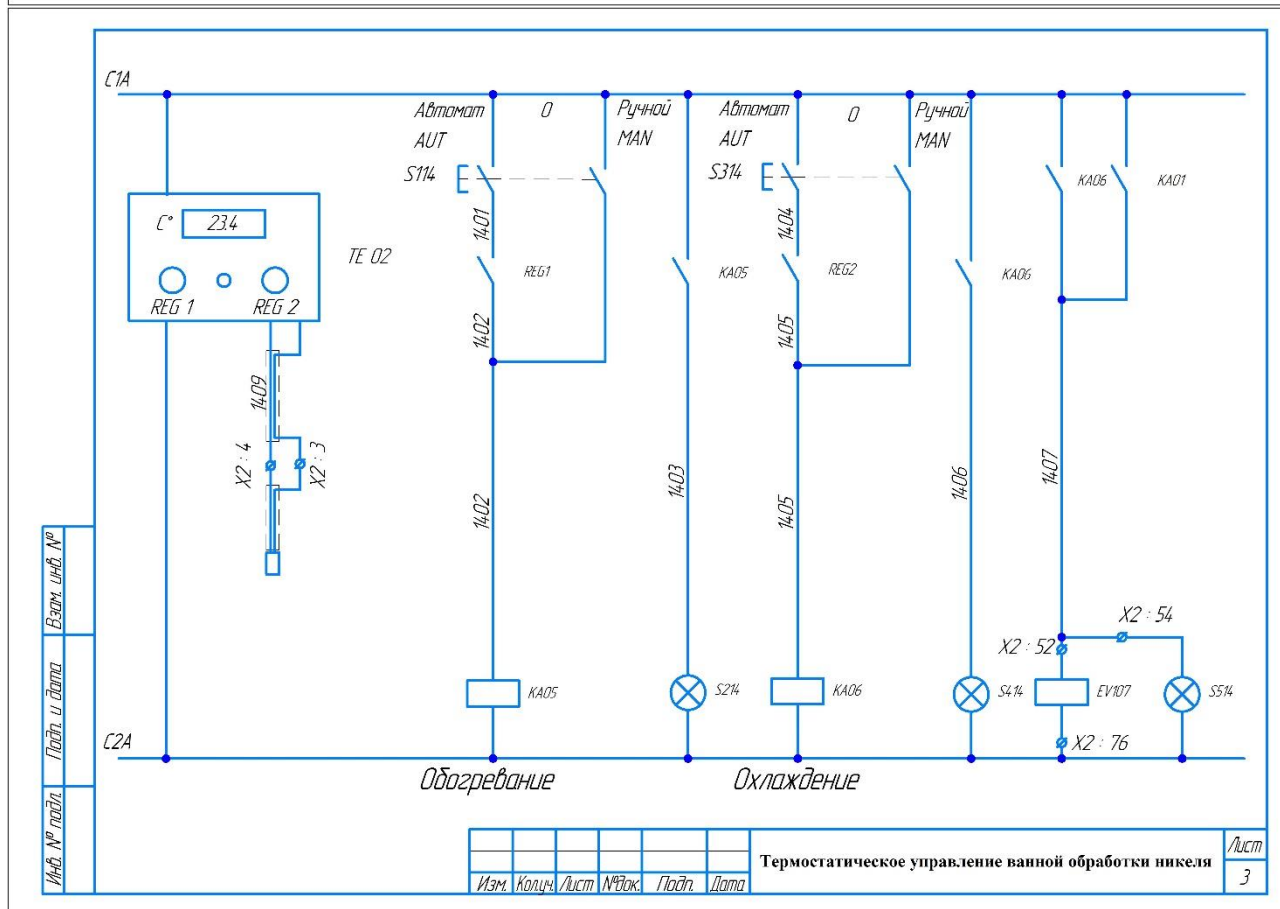 C1A
Автомат
AUT
0
Ручной
MAN
S114
Автомат
AUT
0
Ручной
MAN
S314
KA06
KA01
C°
23.4
TE 02
REG 1
REG 2
1401
REG1
1402
KA05
1404
REG2
1405
KA06
1409
X2 : 4
X2 : 3
1402
1403
1405
1406
1407
X2 : 54
X2 : 52
KA05
S214
KA06
S414
EV107
S514
X2 : 76
C2A
Обогревание
Охлаждение
Взам. инв. №
Подп. и дата
Инв. № подл.
Изм.
Кол.уч.
Лист
№док.
Подп.
Дата
Термостатическое управление ванной обработки никеля
Лист
3